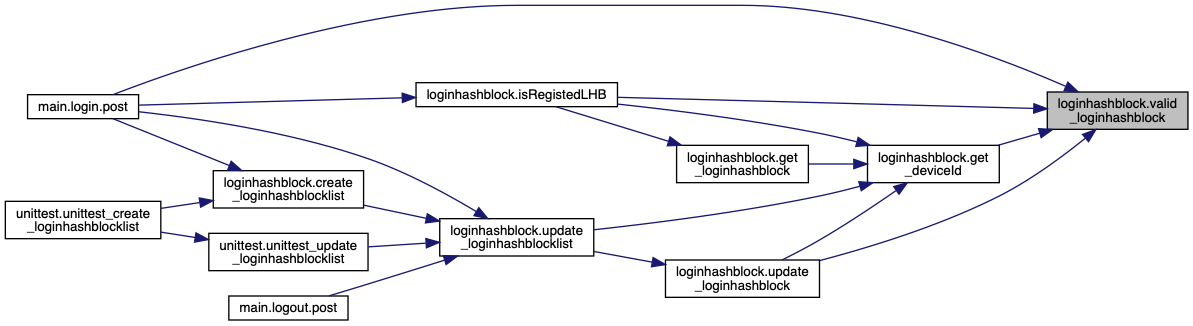 main.login.post
loginhashblock.isRegistedLHB
loginhashblock.valid
_loginhashblock
loginhashblock.get
_loginhashblock
loginhashblock.get
_deviceId
loginhashblock.create
_loginhashblocklist
unittest.unittest_create
_loginhashblocklist
loginhashblock.update
_loginhashblocklist
unittest.unittest_update
_loginhashblocklist
loginhashblock.update
_loginhashblock
main.logout.post